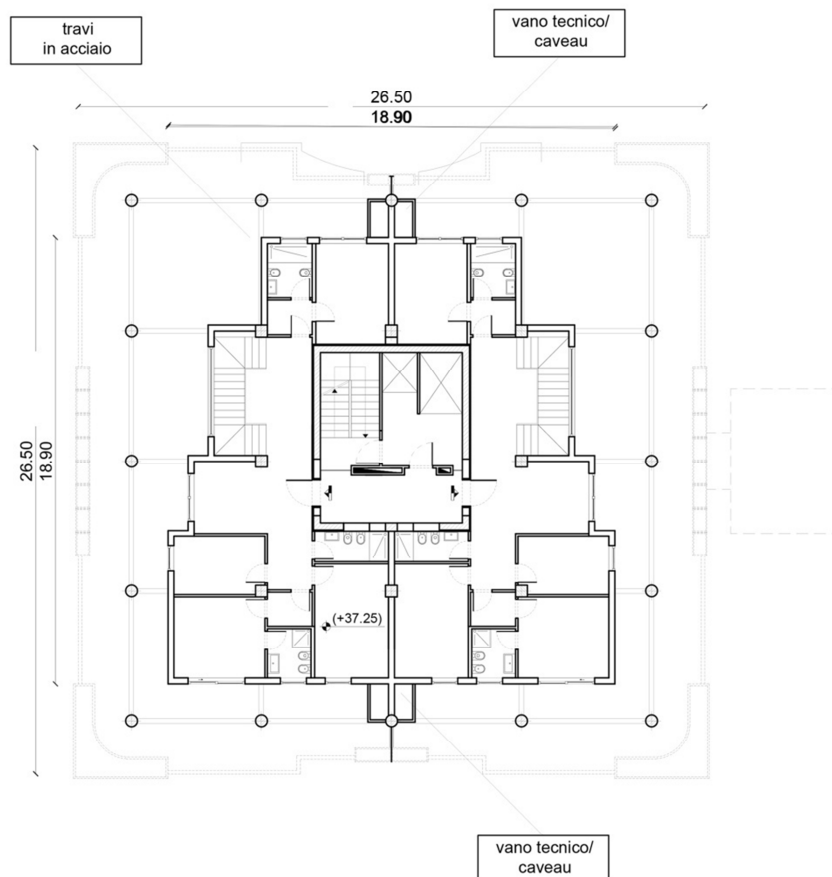 travi
in acciaio
vano tecnico/
caveau
26.50
18.90
26.50
18.90
(+37.25)
vano tecnico/
caveau